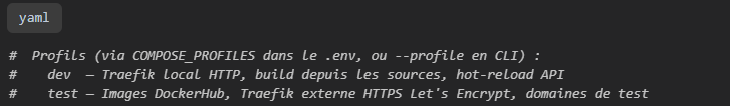 yaml
# Profils (via COMPOSE_PROFILES dans le .env, ou --profile en CLI) :
#   dev  — Traefik local HTTP, build depuis les sources, hot-reload API
#   test — Images DockerHub, Traefik externe HTTPS Let's Encrypt, domaines de test